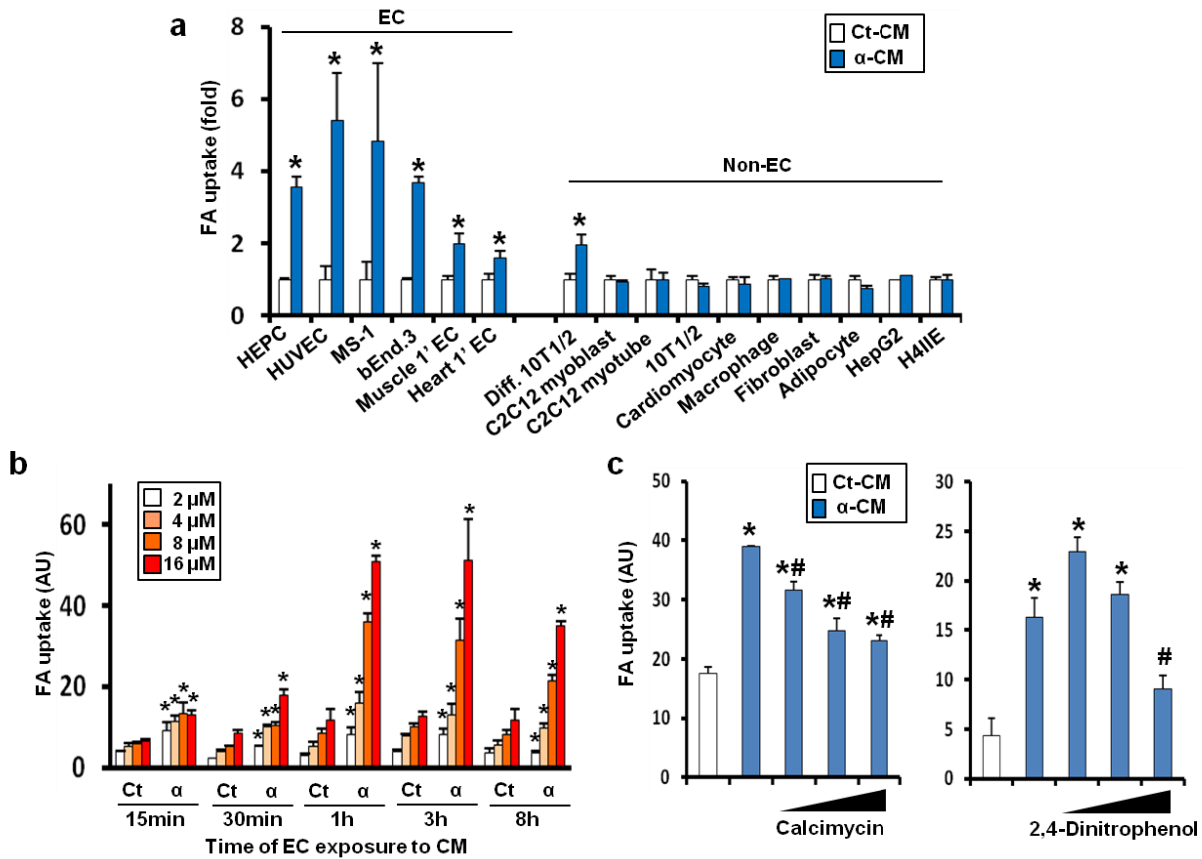 a
EC
Ct-CM
α-CM
Non-EC
FA uptake (fold)
8
6
4
2
0
* * * * * * *
HEPC
HUVEC
MS-1
bEnd.3
Muscle 1' EC
Heart 1' EC
Diff. 10T1/2
C2C12 myoblast
C2C12 myotube
10T1/2
Cardiomyocyte
Macrophage
Fibroblast
Adipocyte
HepG2
H4IIE
b
2 µM
4 µM
8 µM
16 µM
FA uptake (AU)
60
40
20
0
* * * * * * * * * * * * * * * * * * * *
Ct α Ct α Ct α Ct α Ct α
15min 30min 1h 3h 8h
Time of EC exposure to CM
c
Ct-CM
α-CM
FA uptake (AU)
50
40
30
20
10
0
* *# *# *#
Calcimycin
30
25
20
15
10
5
0
* * * #
2,4-Dinitrophenol